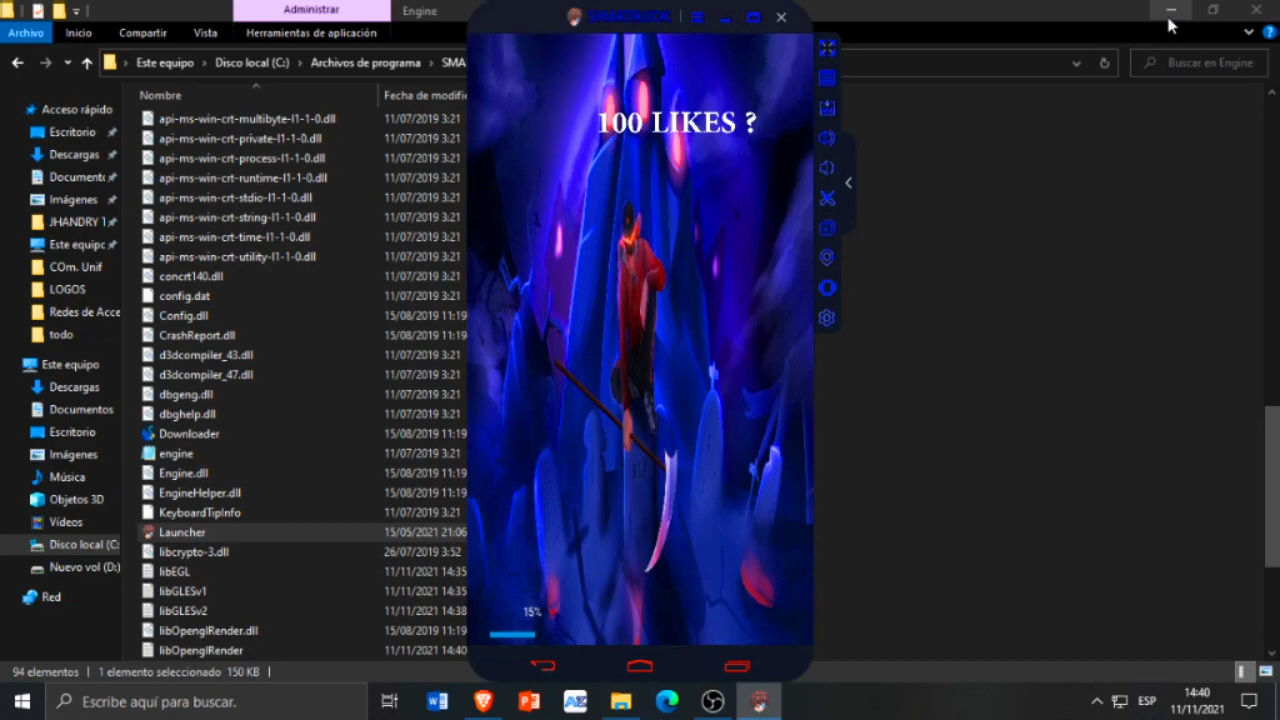 Administrar
Engine
Archivo
Inicio
Compartir
Vista
Herramientas de aplicación
Este equipo
Disco local (C:)
Archivos de programa
SMA
Buscar en Engine
Nombre
Fecha de modific
Acceso rápido
Escritorio
Descargas
Documento
Imágenes
JHANDRY T
Este equipo
COm. Unif
LOGOS
Redes de Acce
todo
Este equipo
Descargas
Documentos
Escritorio
Imágenes
Música
Objetos 3D
Vídeos
Disco local (C:
Nuevo vol (D:)
Red
api-ms-win-crt-multibyte-l1-1-0.dll 11/07/2019 3:21
api-ms-win-crt-private-l1-1-0.dll 11/07/2019 3:21
api-ms-win-crt-process-l1-1-0.dll 11/07/2019 3:21
api-ms-win-crt-runtime-l1-1-0.dll 11/07/2019 3:21
api-ms-win-crt-stdio-l1-1-0.dll 11/07/2019 3:21
api-ms-win-crt-string-l1-1-0.dll 11/07/2019 3:21
api-ms-win-crt-time-l1-1-0.dll 11/07/2019 3:21
api-ms-win-crt-utility-l1-1-0.dll 11/07/2019 3:21
concrt140.dll 11/07/2019 3:21
config.dat 11/07/2019 3:21
Config.dll 15/08/2019 11:19
CrashReport.dll 15/08/2019 11:19
d3dcompiler_43.dll 11/07/2019 3:21
d3dcompiler_47.dll 11/07/2019 3:21
dbgeng.dll 11/07/2019 3:21
dbghelp.dll 11/07/2019 3:21
Downloader 15/08/2019 11:19
engine 11/07/2019 3:21
Engine.dll 15/08/2019 11:19
EngineHelper.dll 15/08/2019 11:19
KeyboardTipInfo 11/07/2019 3:21
Launcher 15/05/2021 21:06
libcrypto-3.dll 26/07/2019 3:52
libEGL 11/11/2021 14:35
libGLESv1 11/11/2021 14:35
libGLESv2 11/11/2021 14:38
libOpenglRender.dll 15/08/2019 11:19
libOpenglRender 11/11/2021 14:40
100 LIKES ?
15%
94 elementos
1 elemento seleccionado 150 KB
Escribe aquí para buscar.
ESP
14:40
11/11/2021